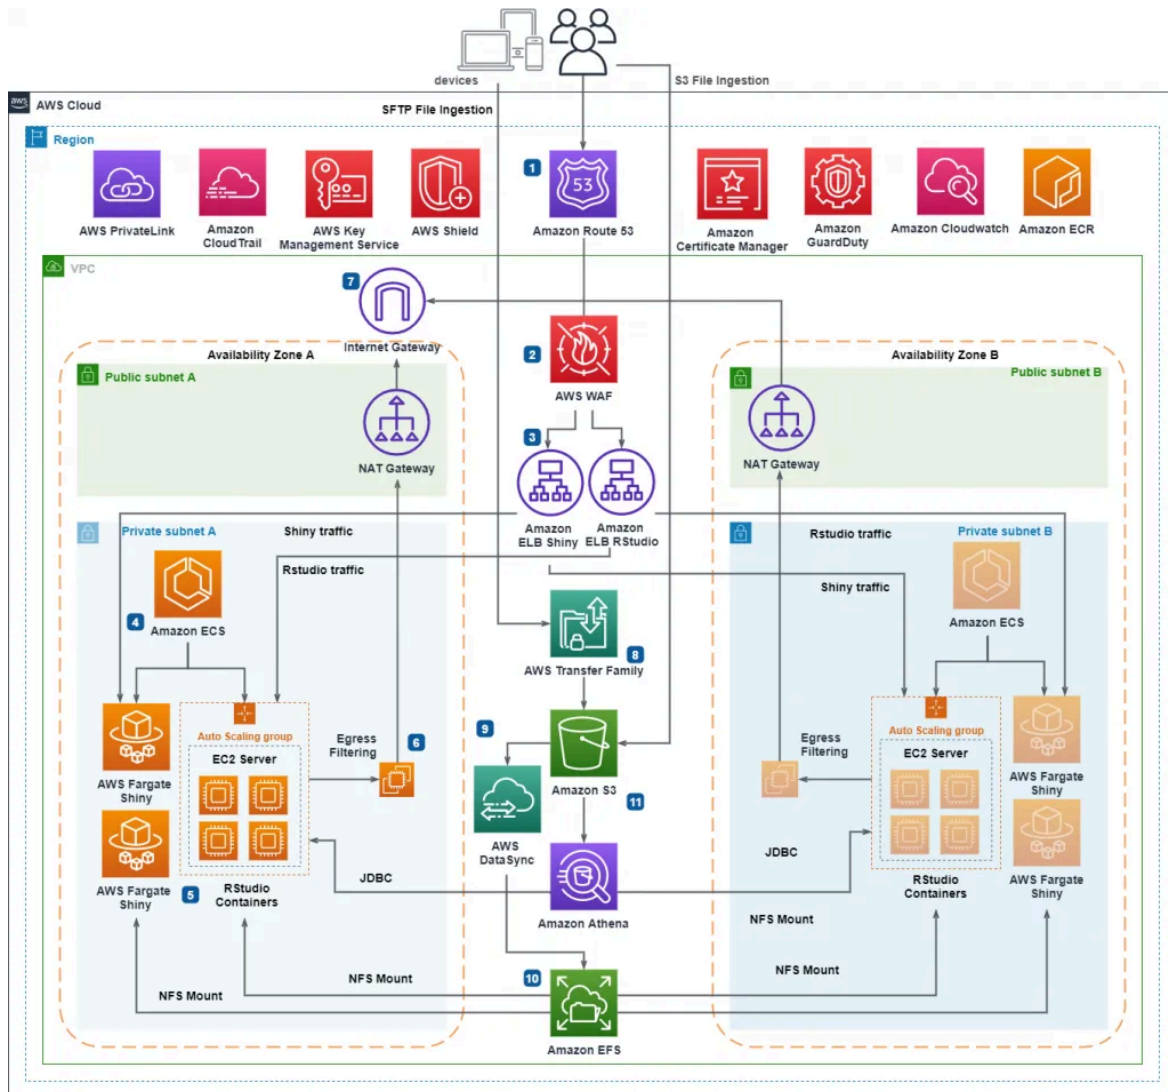 devices
S3 File Ingestion
aws
AWS Cloud
SFTP File Ingestion
Region
1
53
AWS PrivateLink
Amazon
CloudTrail
AWS Key
Management Service
AWS Shield
Amazon Route 53
Amazon
Certificate Manager
Amazon
GuardDuty
Amazon Cloudwatch
Amazon ECR
VPC
7
Internet Gateway
2
AWS WAF
Availability Zone A
Availability Zone B
Public subnet A
Public subnet B
NAT Gateway
NAT Gateway
3
Amazon
ELB Shiny
Amazon
ELB RStudio
Private subnet A
Shiny traffic
Rstudio traffic
Rstudio traffic
Private subnet B
Shiny traffic
4
Amazon ECS
Amazon ECS
AWS Transfer Family
8
Auto Scaling group
EC2 Server
Egress
Filtering
6
9
Amazon S3
11
Egress
Filtering
Auto Scaling group
EC2 Server
AWS Fargate
Shiny
AWS Fargate
Shiny
AWS
DataSync
JDBC
JDBC
AWS Fargate
Shiny
5
RStudio
Containers
Amazon Athena
RStudio
Containers
AWS Fargate
Shiny
NFS Mount
NFS Mount
NFS Mount
NFS Mount
10
Amazon EFS